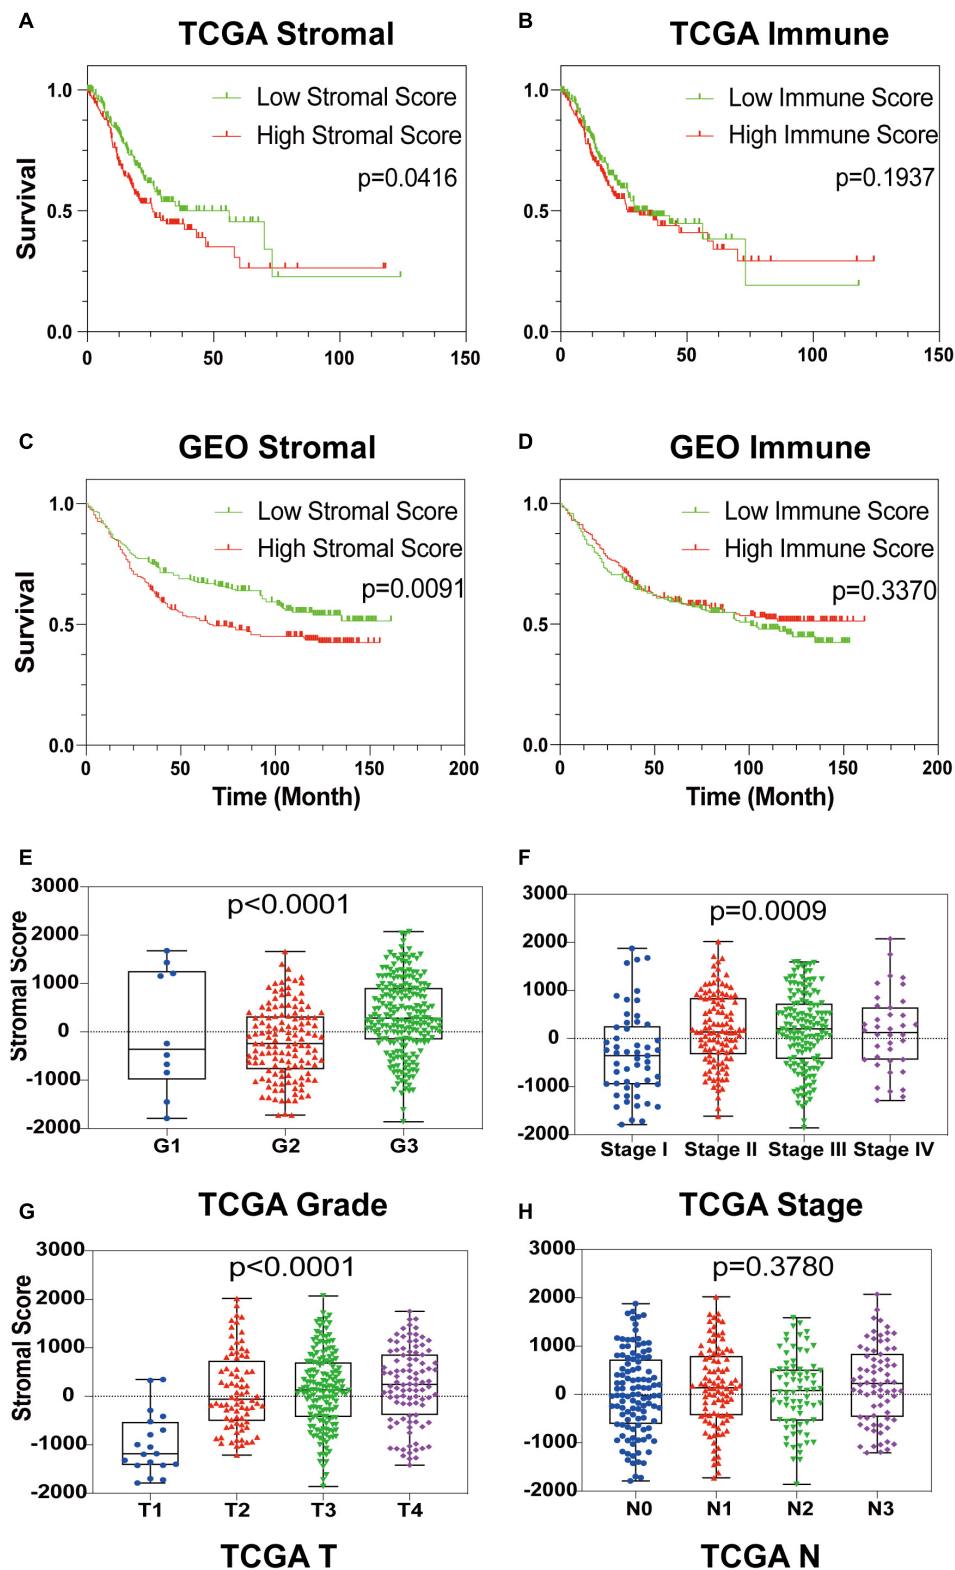 A
TCGA Stromal
1.0
0.5
0.0
Survival
Low Stromal Score
High Stromal Score
p=0.0416
0 50 100 150
B
TCGA Immune
1.0
0.5
0.0
Low Immune Score
High Immune Score
p=0.1937
0 50 100 150
C
GEO Stromal
1.0
0.5
0.0
Survival
Low Stromal Score
High Stromal Score
p=0.0091
0 50 100 150 200
Time (Month)
D
GEO Immune
1.0
0.5
0.0
Low Immune Score
High Immune Score
p=0.3370
0 50 100 150 200
Time (Month)
E
3000
2000
1000
0
-1000
-2000
Stromal Score
p<0.0001
G1 G2 G3
TCGA Grade
F
3000
2000
1000
0
-1000
-2000
p=0.0009
Stage I Stage II Stage III Stage IV
TCGA Stage
G
3000
2000
1000
0
-1000
-2000
Stromal Score
p<0.0001
T1 T2 T3 T4
TCGA T
H
3000
2000
1000
0
-1000
-2000
p=0.3780
N0 N1 N2 N3
TCGA N